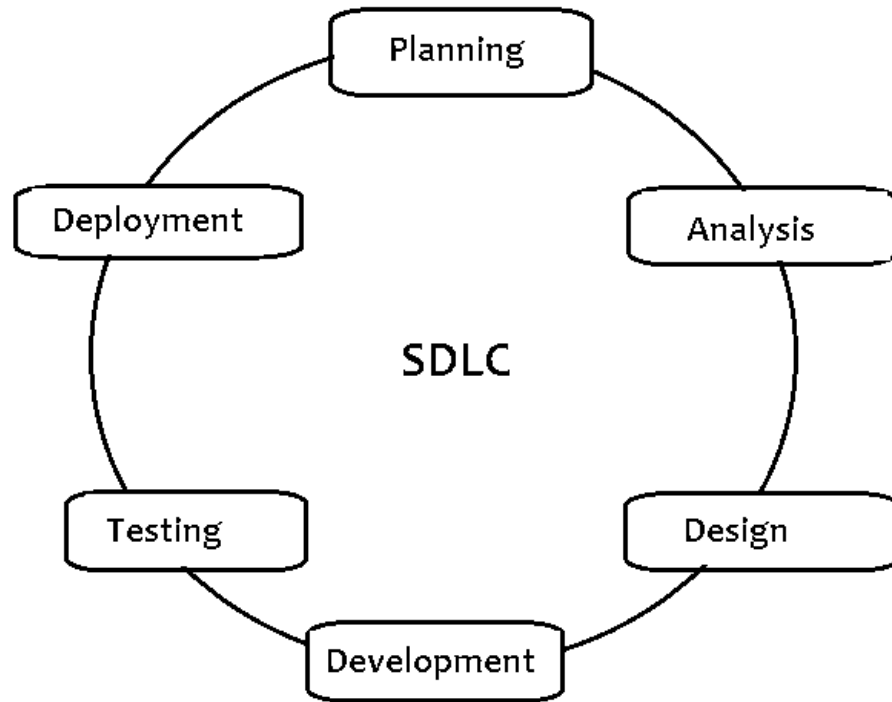 Planning
Analysis
Design
Development
Testing
Deployment
SDLC